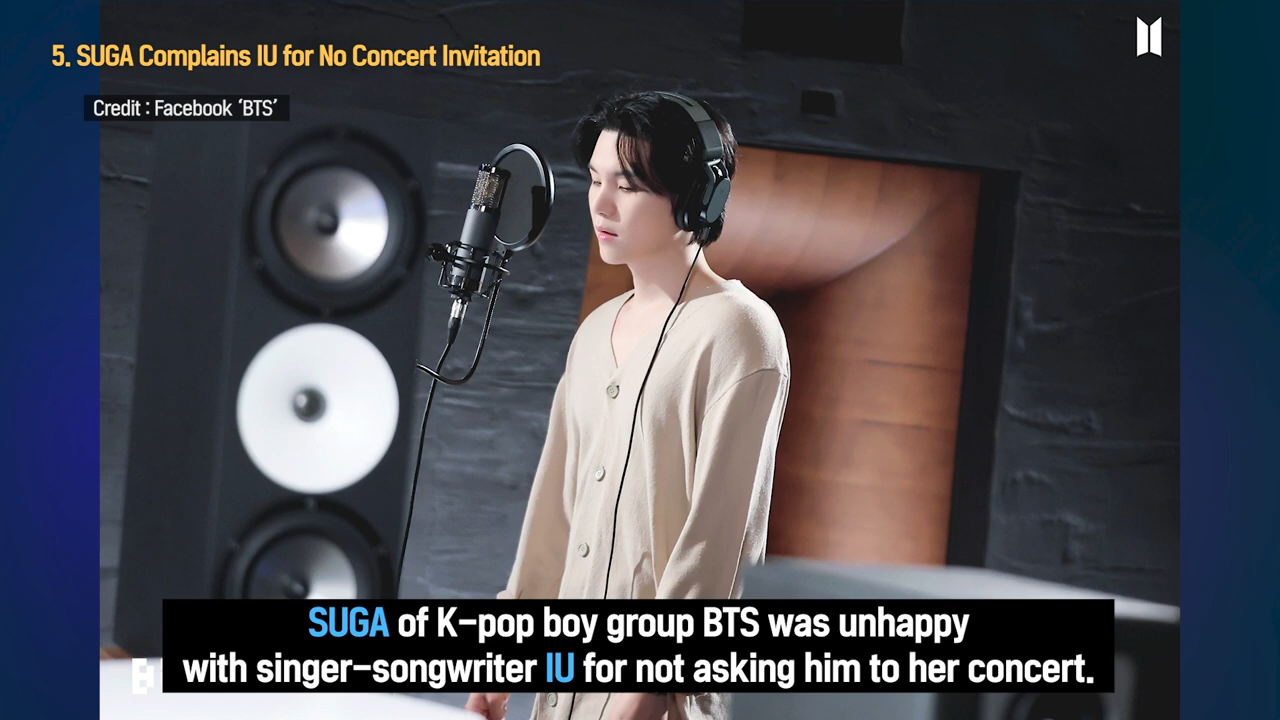 5. SUGA Complains IU for No Concert Invitation
Credit : Facebook ‘BTS’
SUGA of K-pop boy group BTS was unhappy
with singer-songwriter IU for not asking him to her concert.